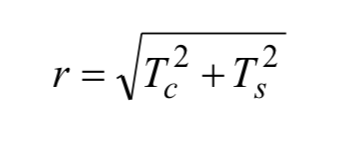 r = √(T_c^2 + T_s^2)